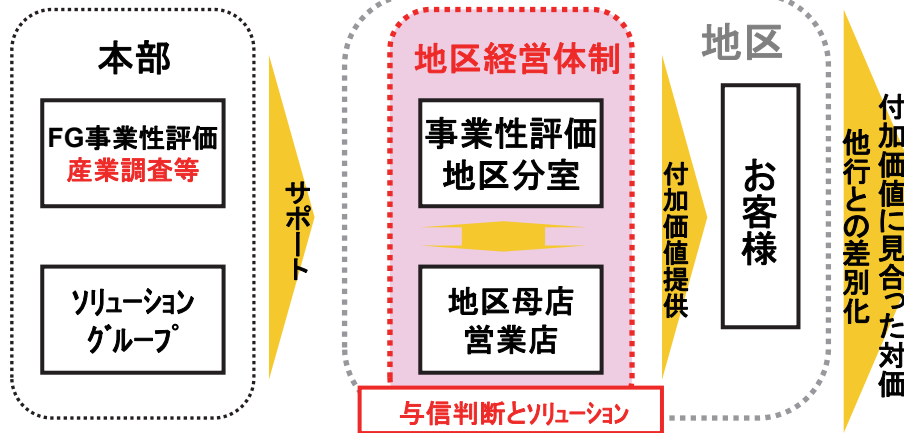 本部
FG事業性評価
産業調査等
ソリューション
グループ
サポート
地区経営体制
事業性評価
地区分室
地区母店
営業店
与信判断とソリューション
付加価値提供
地区
お客様
付加価値に見合った対価
他行との差別化